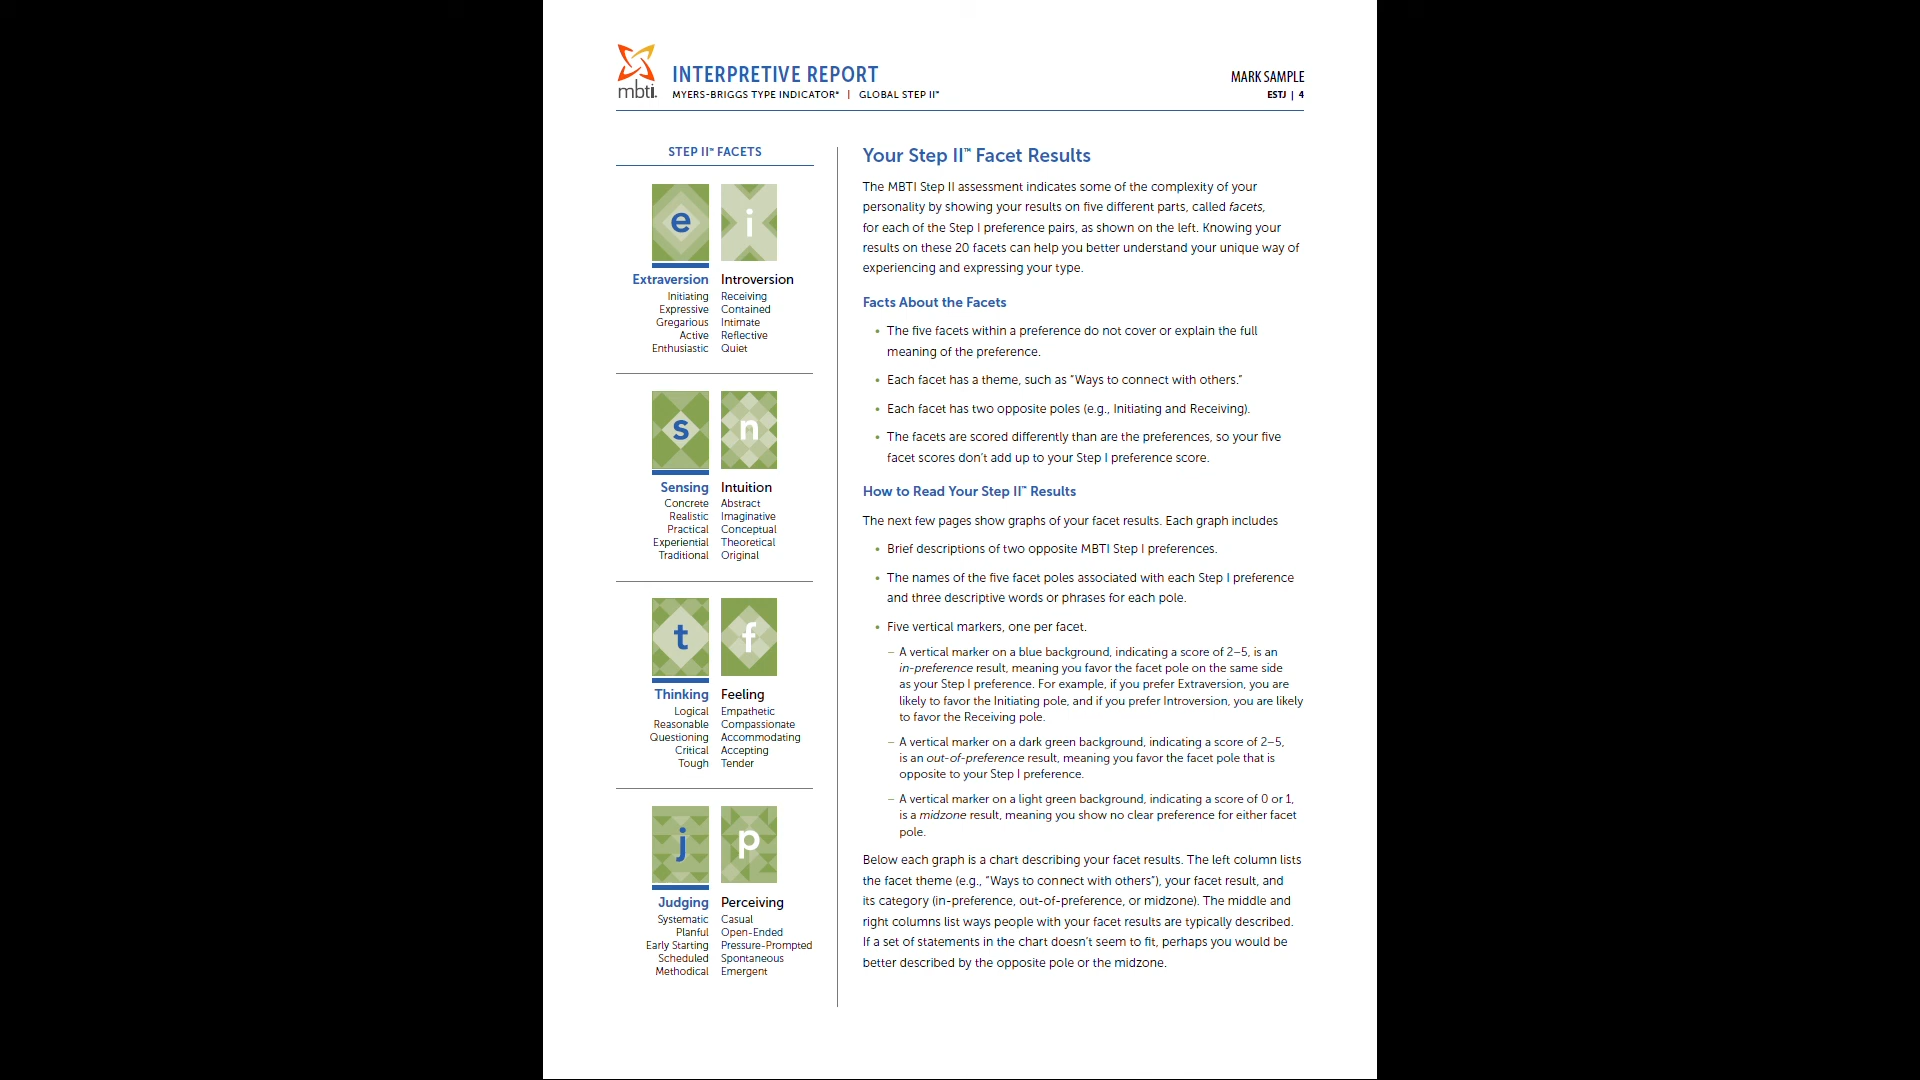 mbti.
INTERPRETIVE REPORT
MYERS-BRIGGS TYPE INDICATOR® | GLOBAL STEP II™
MARK SAMPLE
ESTJ | 4
STEP II™ FACETS
e i
Extraversion Introversion
Initiating Receiving
Expressive Contained
Gregarious Intimate
Active Reflective
Enthusiastic Quiet
s n
Sensing Intuition
Concrete Abstract
Realistic Imaginative
Practical Conceptual
Experiential Theoretical
Traditional Original
t f
Thinking Feeling
Logical Empathetic
Reasonable Compassionate
Questioning Accommodating
Critical Accepting
Tough Tender
j p
Judging Perceiving
Systematic Casual
Planful Open-Ended
Early Starting Pressure-Prompted
Scheduled Spontaneous
Methodical Emergent
Your Step II™ Facet Results
The MBTI Step II assessment indicates some of the complexity of your
personality by showing your results on five different parts, called facets,
for each of the Step I preference pairs, as shown on the left. Knowing your
results on these 20 facets can help you better understand your unique way of
experiencing and expressing your type.
Facts About the Facets
• The five facets within a preference do not cover or explain the full
meaning of the preference.
• Each facet has a theme, such as “Ways to connect with others.”
• Each facet has two opposite poles (e.g., Initiating and Receiving).
• The facets are scored differently than are the preferences, so your five
facet scores don’t add up to your Step I preference score.
How to Read Your Step II™ Results
The next few pages show graphs of your facet results. Each graph includes
• Brief descriptions of two opposite MBTI Step I preferences.
• The names of the five facet poles associated with each Step I preference
and three descriptive words or phrases for each pole.
• Five vertical markers, one per facet.
– A vertical marker on a blue background, indicating a score of 2–5, is an
in-preference result, meaning you favor the facet pole on the same side
as your Step I preference. For example, if you prefer Extraversion, you are
likely to favor the Initiating pole, and if you prefer Introversion, you are likely
to favor the Receiving pole.
– A vertical marker on a dark green background, indicating a score of 2–5,
is an out-of-preference result, meaning you favor the facet pole that is
opposite to your Step I preference.
– A vertical marker on a light green background, indicating a score of 0 or 1,
is a midzone result, meaning you show no clear preference for either facet
pole.
Below each graph is a chart describing your facet results. The left column lists
the facet theme (e.g., “Ways to connect with others”), your facet result, and
its category (in-preference, out-of-preference, or midzone). The middle and
right columns list ways people with your facet results are typically described.
If a set of statements in the chart doesn’t seem to fit, perhaps you would be
better described by the opposite pole or the midzone.